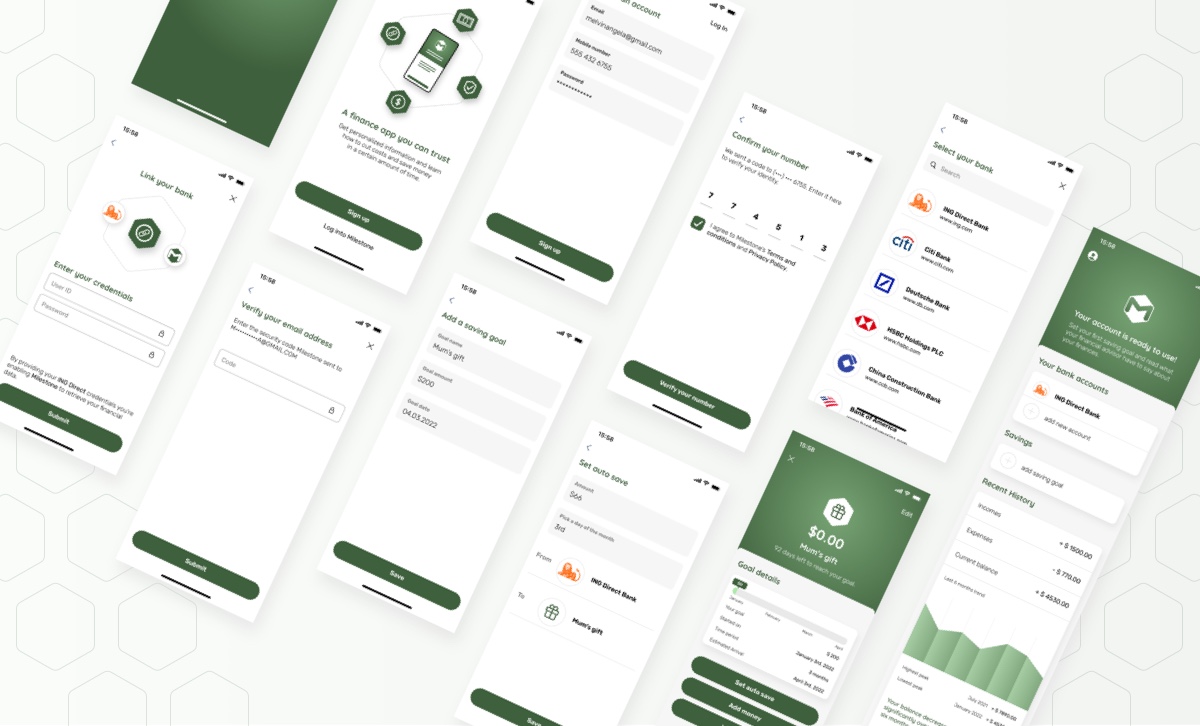 A finance app you can trust
Get personalized information and learn
how to cut costs and save money
in a certain amount of time.
Sign up
Log into Milestone
an account
Log In
Email
melvinangela@gmail.com
Mobile number
555 432 6755
Password
••••••••••••
Sign up
15:58
Link your bank
Enter your credentials
User ID
Password
By providing your ING Direct credentials you're
enabling Milestone to retrieve your financial
data.
Submit
15:58
Verify your email address
Enter the security code Milestone sent to
Code
Submit
15:58
Add a saving goal
Goal name
Mum's gift
Goal amount
$200
Goal date
04.03.2022
Save
15:58
Confirm your number
We sent a code to (•••) ••• 6755. Enter it here
to verify your identity.
7 7 4 5 1 3
I agree to Milestone's Terms and
conditions and Privacy Policy.
Verify your number
15:58
Set auto save
Amount
$66
Pick a day of the month
3rd
From
ING Direct Bank
To
Mum's gift
Save
15:58
Select your bank
Search
ING Direct Bank
www.ing.com
citi
Citi Bank
www.citi.com
Deutsche Bank
www.db.com
HSBC Holdings PLC
www.hsbc.com
China Construction Bank
www.ccb.com
Bank of America
15:58
Edit
$0.00
Mum's gift
92 days left to reach your goal
Goal details
January
February
March
April
Your goal
$ 200
Started on
January 3rd, 2022
Time period
3 months
Estimated Arrival
April 3rd, 2022
Set auto save
Add money
15:58
Your account is ready to use!
Set your first saving goal and read what
your financial advisor have to say about
your finances.
Your bank accounts
ING Direct Bank
add new account
Savings
add saving goal
Recent History
Incomes
+ $ 1500.00
Expenses
- $ 770.00
Current balance
+ $ 4530.00
Last 6 months trend
Highest peak
July 2021
Lowest peak
January 2022
Your balance decreased
significantly over
six months